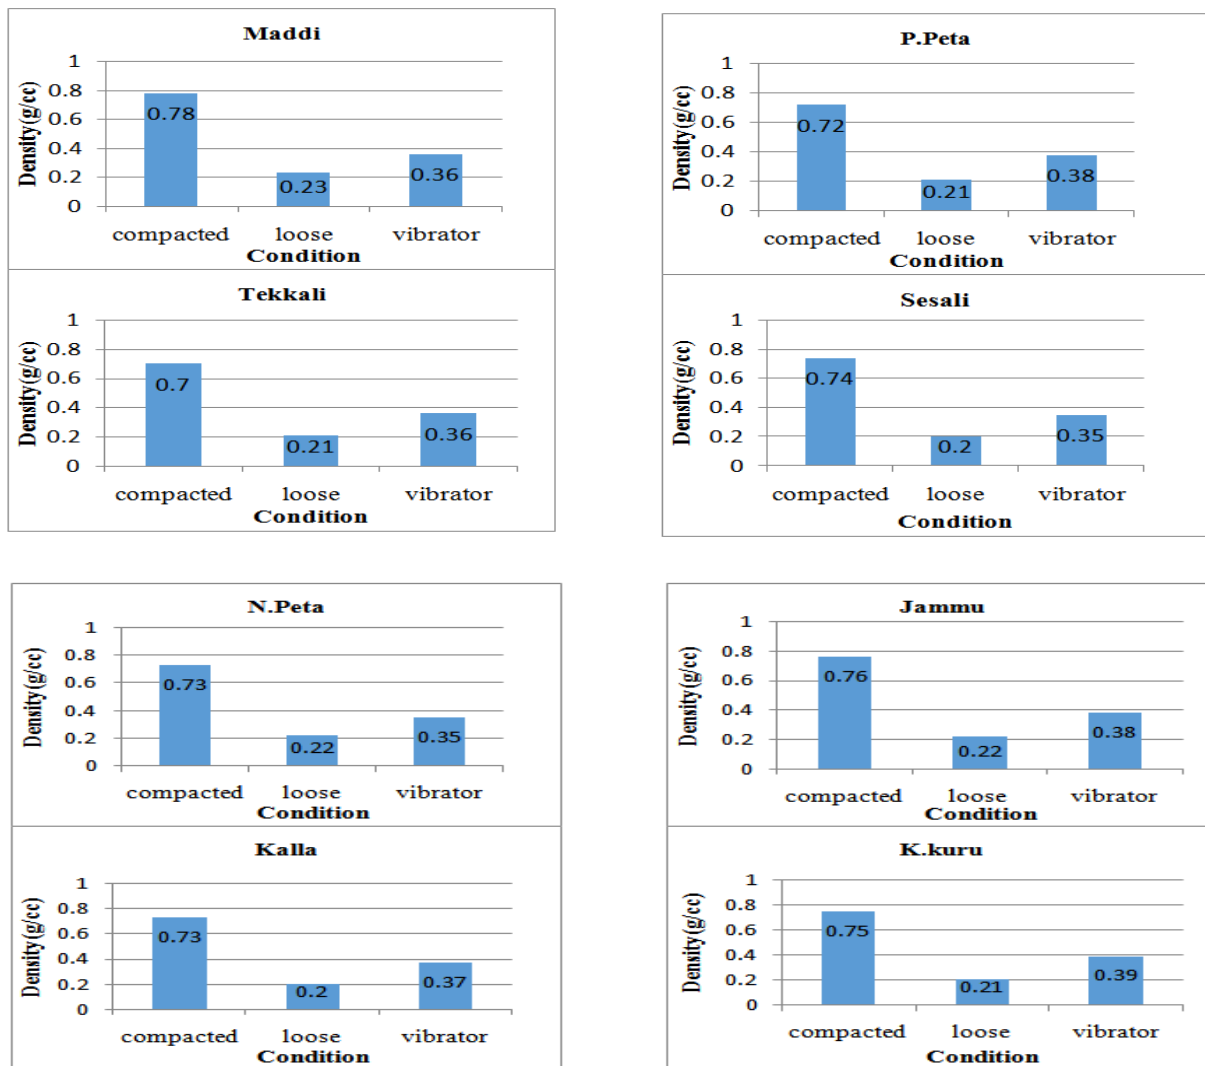 Maddi
Density(g/cc)
1
0.8
0.6
0.4
0.2
0
0.78
0.23
0.36
compacted loose vibrator
Condition
P.Peta
Density(g/cc)
1
0.8
0.6
0.4
0.2
0
0.72
0.21
0.38
compacted loose vibrator
Condition
Tekkali
Density(g/cc)
1
0.8
0.6
0.4
0.2
0
0.7
0.21
0.36
compacted loose vibrator
Condition
Sesali
Density(g/cc)
1
0.8
0.6
0.4
0.2
0
0.74
0.2
0.35
compacted loose vibrator
Condition
N.Peta
Density(g/cc)
1
0.8
0.6
0.4
0.2
0
0.73
0.22
0.35
compacted loose vibrator
Condition
Jammu
Density(g/cc)
1
0.8
0.6
0.4
0.2
0
0.76
0.22
0.38
compacted loose vibrator
Condition
Kalla
Density(g/cc)
1
0.8
0.6
0.4
0.2
0
0.73
0.2
0.37
compacted loose vibrator
Condition
K.kuru
Density(g/cc)
1
0.8
0.6
0.4
0.2
0
0.75
0.21
0.39
compacted loose vibrator
Condition